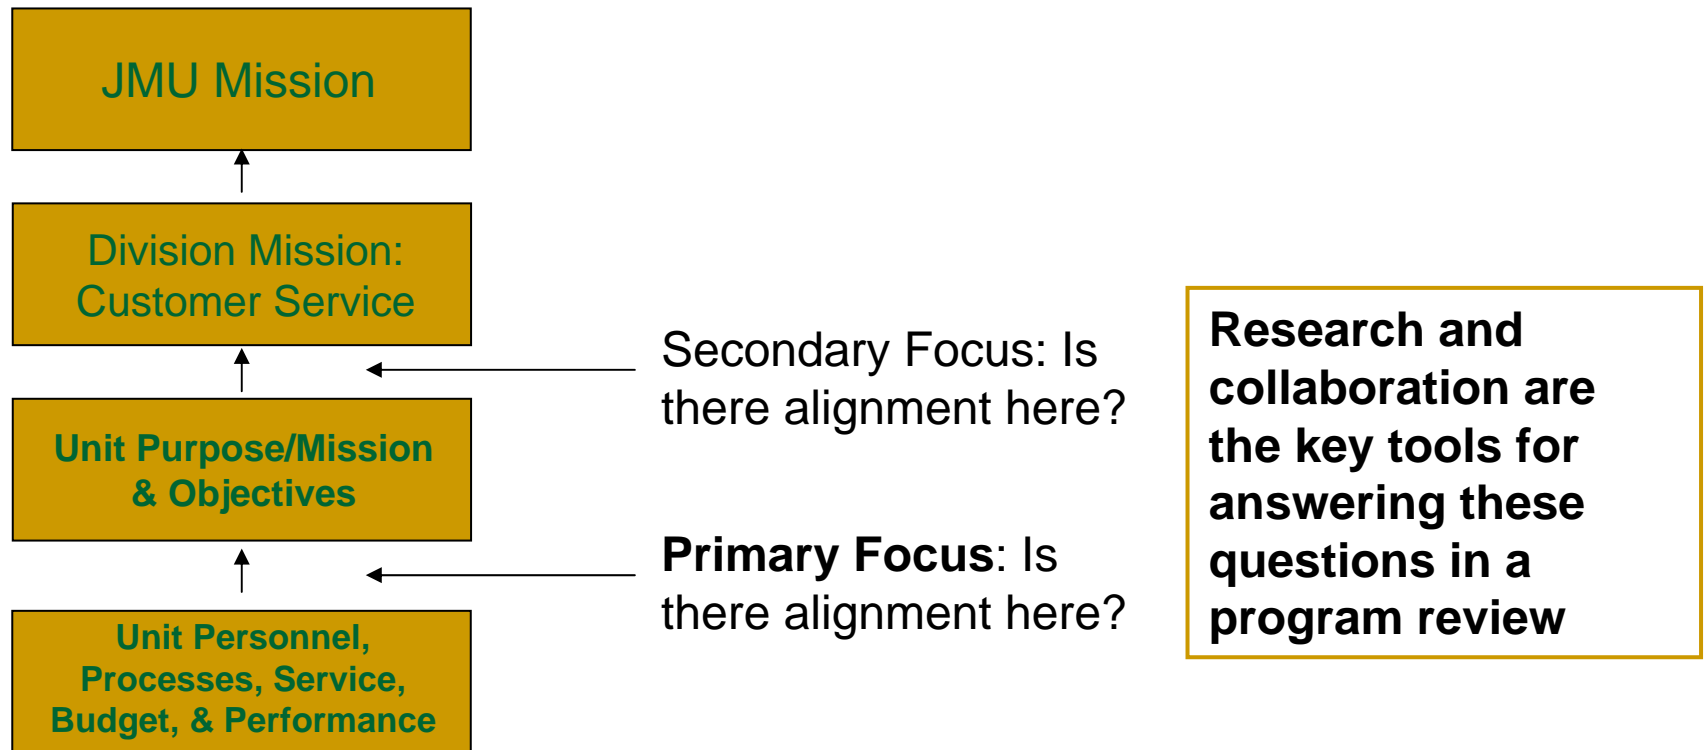 JMU Mission
Division Mission:
Customer Service
Secondary Focus: Is
there alignment here?
Unit Purpose/Mission
& Objectives
Primary Focus: Is
there alignment here?
Unit Personnel,
Processes, Service,
Budget, & Performance
Research and
collaboration are
the key tools for
answering these
questions in a
program review